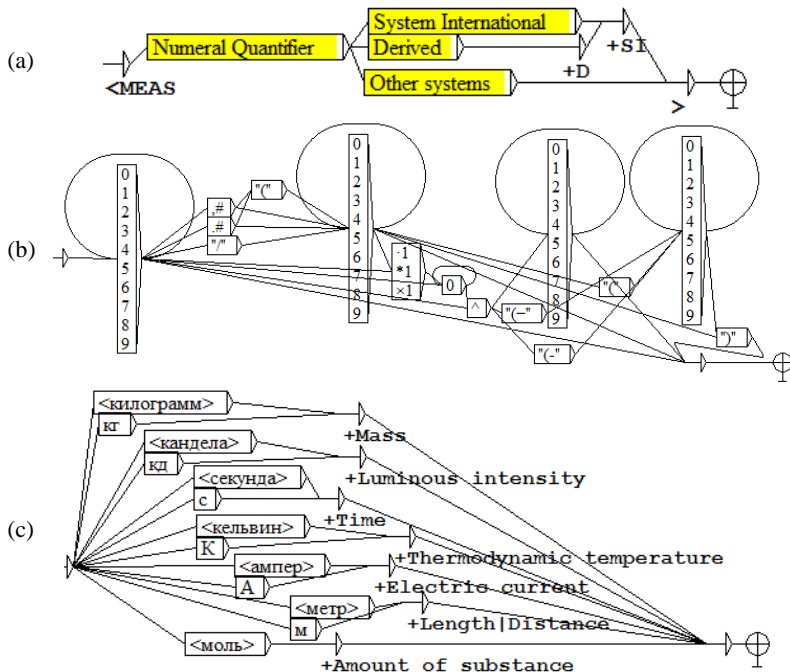 (a)
<MEAS
Numeral Quantifier
System International
Derived
Other systems
+D
+SI
>
(b)
0
1
2
3
4
5
6
7
8
9
,#
.#
"/"
"("
0
1
2
3
4
5
6
7
8
9
·1
*1
×1
0
^
"(−"
"(-"
0
1
2
3
4
5
6
7
8
9
"("
0
1
2
3
4
5
6
7
8
9
")"
(c)
<килограмм>
кг
+Mass
<кандела>
кд
+Luminous intensity
<секунда>
с
+Time
<кельвин>
К
+Thermodynamic temperature
<ампер>
А
+Electric current
<метр>
м
+Length|Distance
<моль>
+Amount of substance